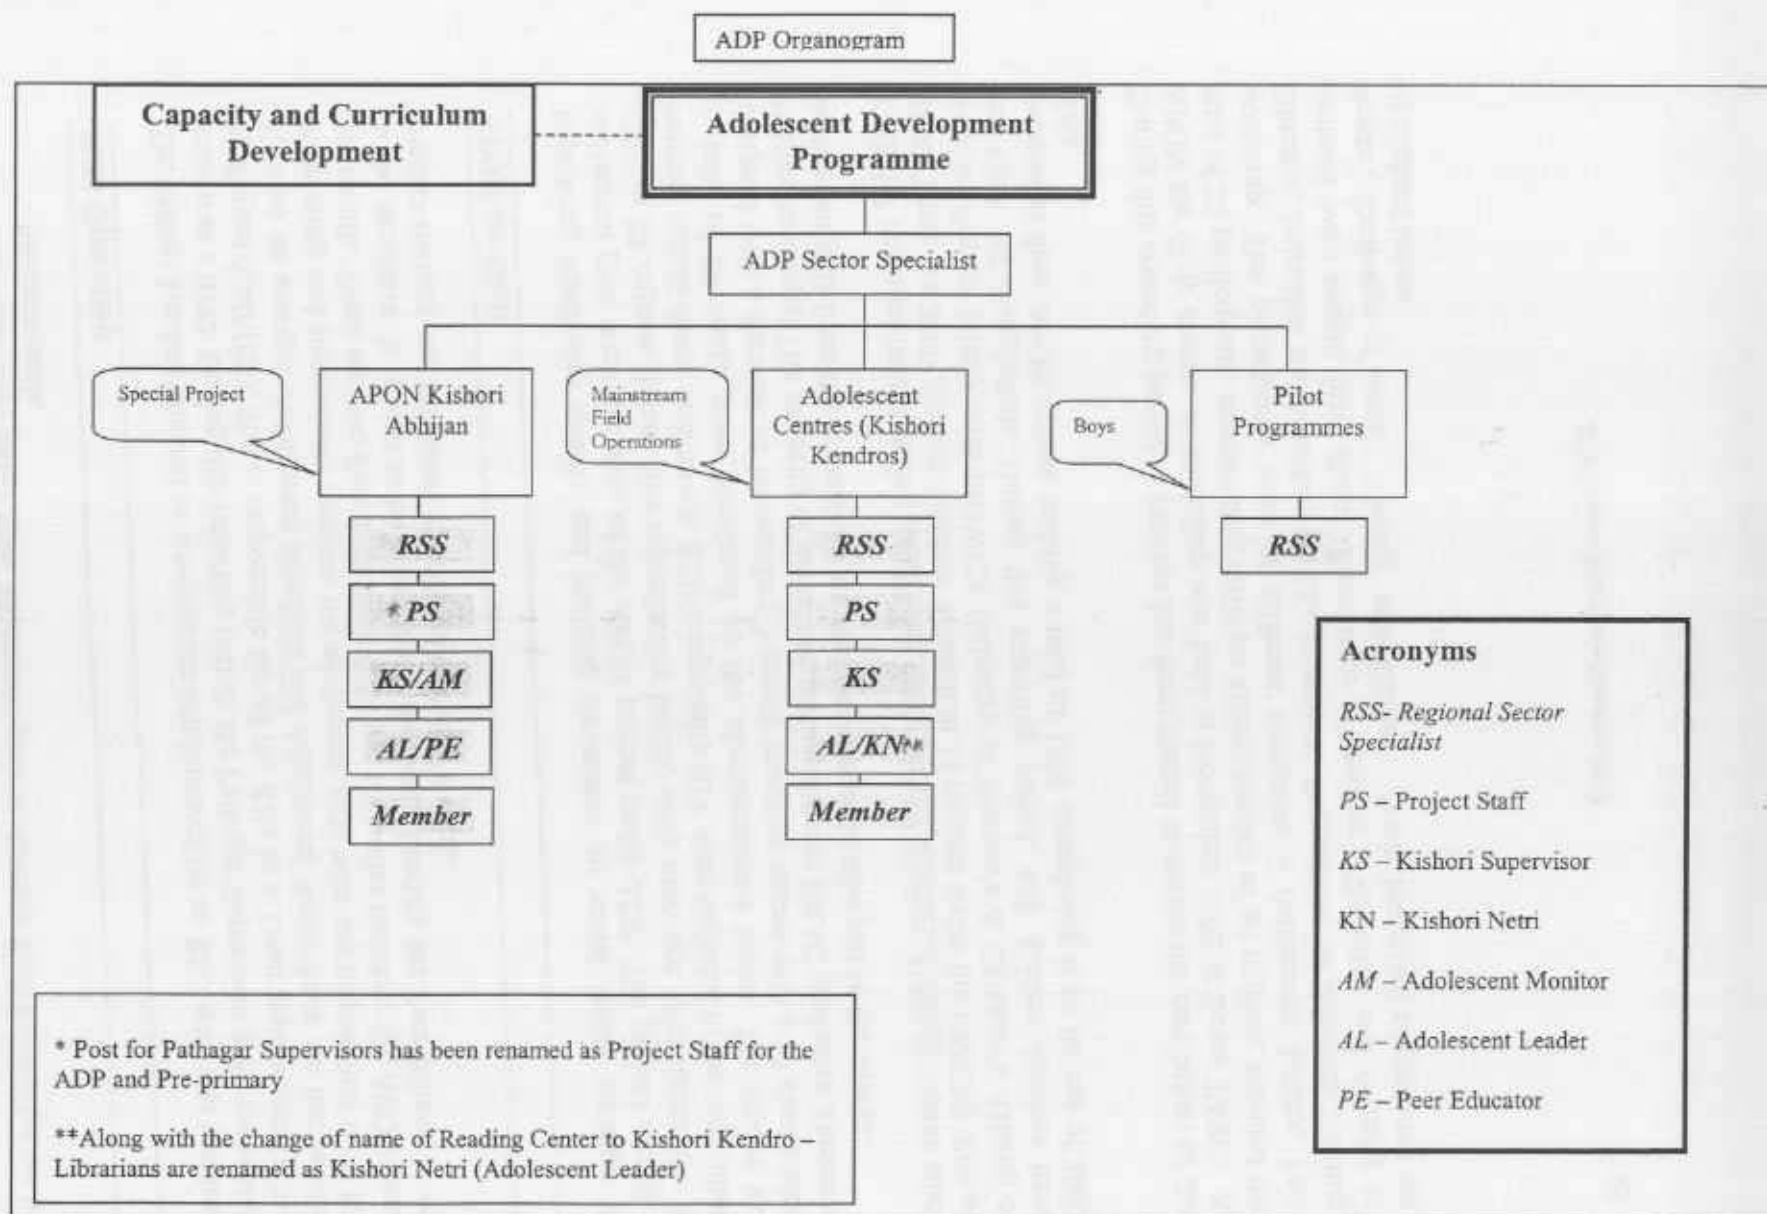 ADP Organogram
Capacity and Curriculum
Development
Adolescent Development
Programme
ADP Sector Specialist
Special Project
APON Kishori
Abhijan
Mainstream
Field
Operations
Adolescent
Centres (Kishori
Kendros)
Boys
Pilot
Programmes
RSS
* PS
KS/AM
AL/PE
Member
RSS
PS
KS
AL/KN**
Member
RSS
Acronyms
RSS- Regional Sector
Specialist
PS – Project Staff
KS – Kishori Supervisor
KN – Kishori Netri
AM – Adolescent Monitor
AL – Adolescent Leader
PE – Peer Educator
* Post for Pathagar Supervisors has been renamed as Project Staff for the
ADP and Pre-primary
**Along with the change of name of Reading Center to Kishori Kendro –
Librarians are renamed as Kishori Netri (Adolescent Leader)